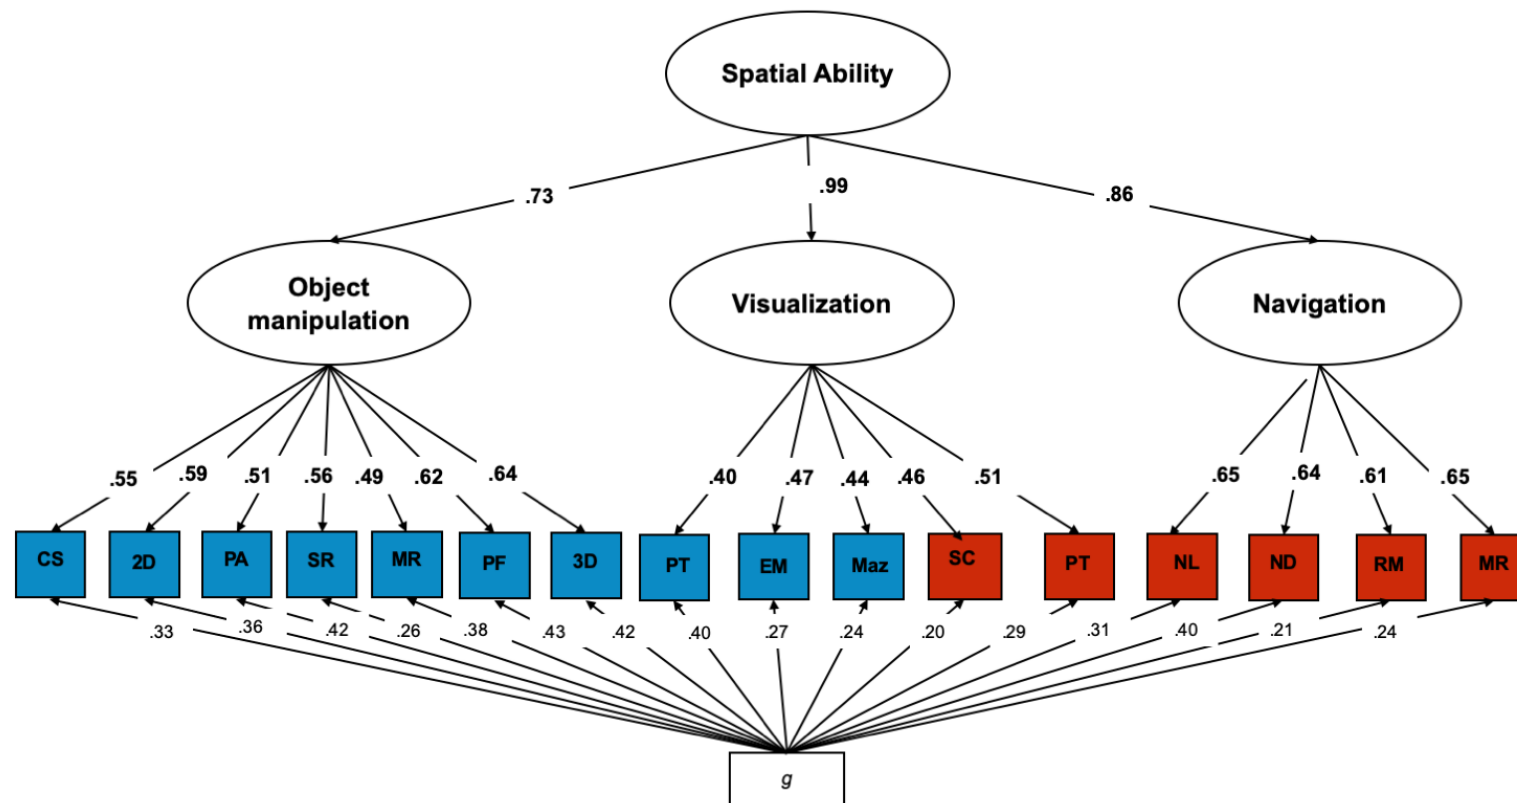 Spatial Ability
.73
.99
.86
Object
manipulation
Visualization
Navigation
.55
.59
.51
.56
.49
.62
.64
.40
.47
.44
.46
.51
.65
.64
.61
.65
CS
2D
PA
SR
MR
PF
3D
PT
EM
Maz
SC
PT
NL
ND
RM
MR
.33
.36
.42
.26
.38
.43
.42
.40
.27
.24
.20
.29
.31
.40
.21
.24
g